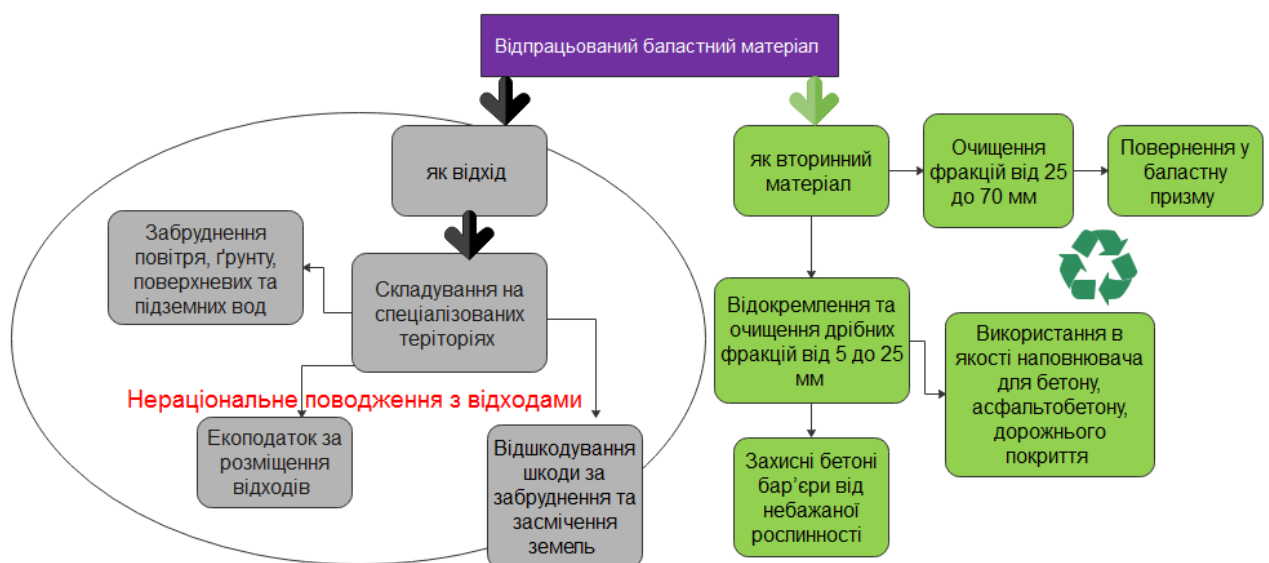 Відпрацьований баластний матеріал
як відхід
Забруднення
повітря, ґрунту,
поверхневих та
підземних вод
Складування на
спеціалізованих
теріторіях
Нераціональне поводження з відходами
Екоподаток за
розміщення
відходів
Відшкодування
шкоди за
забруднення та
засмічення
земель
як вторинний
матеріал
Очищення
фракцій від 25
до 70 мм
Повернення у
баластну
призму
Відокремлення та
очищення дрібних
фракцій від 5 до 25
мм
Використання в
якості наповнювача
для бетону,
асфальтобетону,
дорожнього
покриття
Захисні бетоні
бар’єри від
небажаної
рослинності